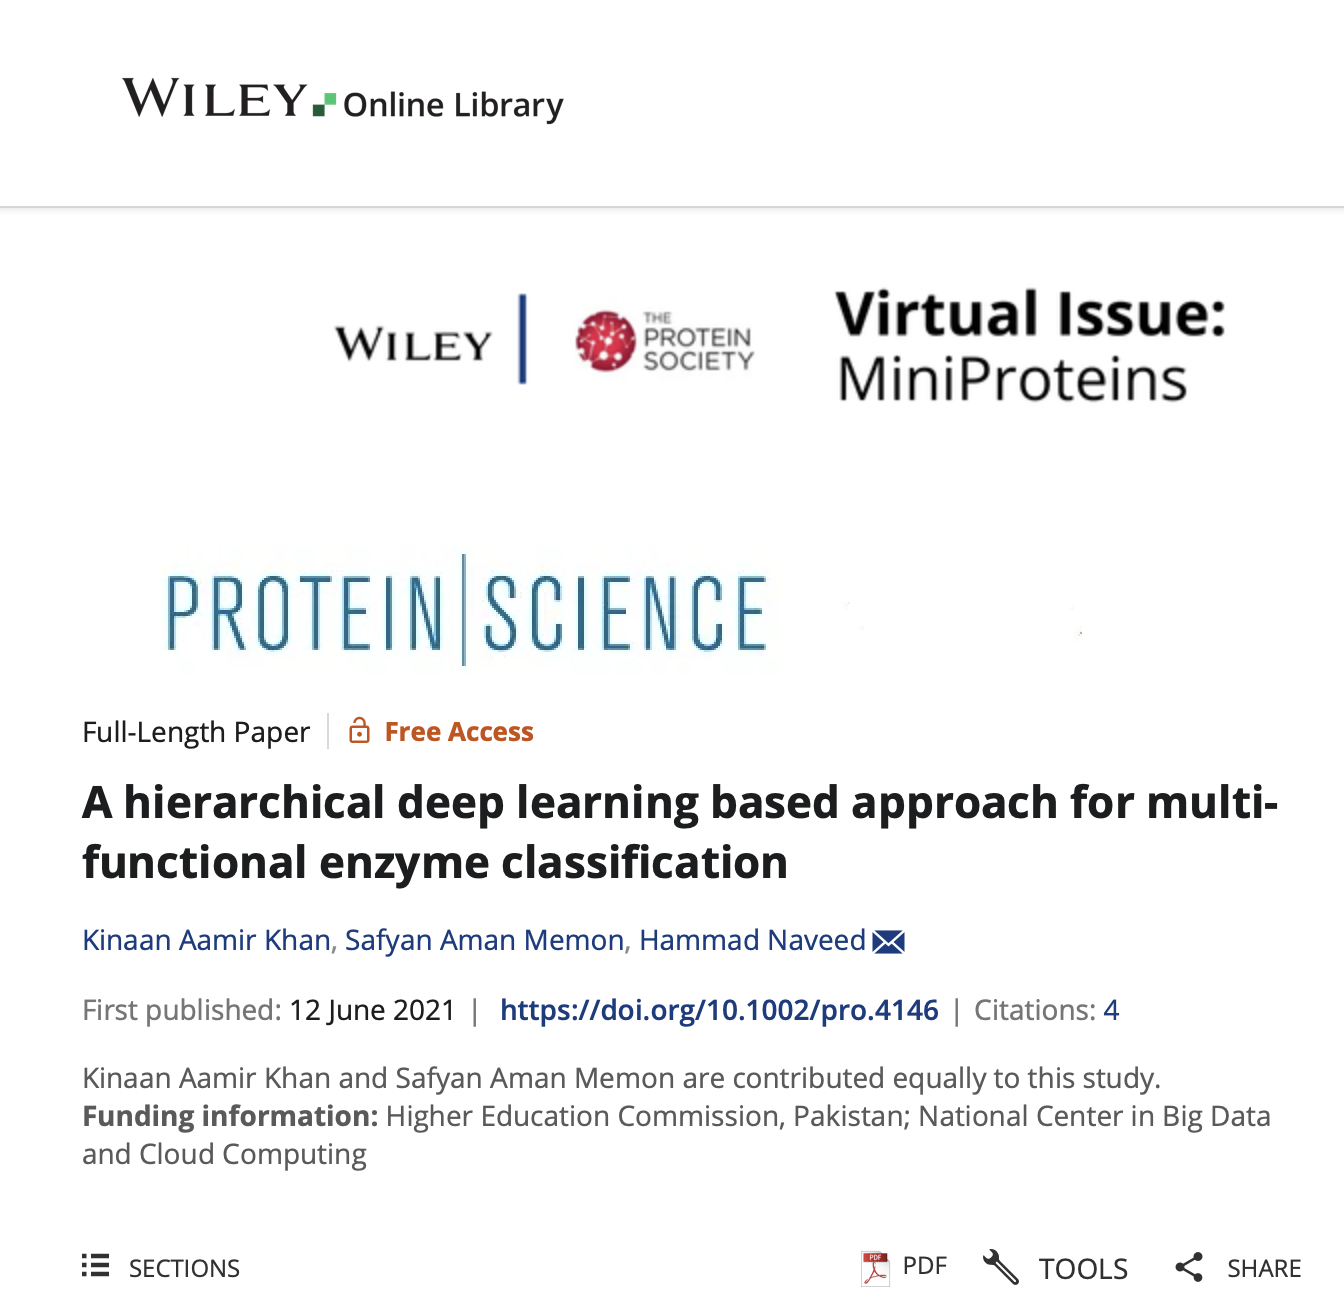 WILEY Online Library
WILEY
THE
PROTEIN
SOCIETY
Virtual Issue:
MiniProteins
PROTEIN|SCIENCE
Full-Length Paper | Free Access
A hierarchical deep learning based approach for multi-
functional enzyme classification
Kinaan Aamir Khan, Safyan Aman Memon, Hammad Naveed
First published: 12 June 2021 | https://doi.org/10.1002/pro.4146 | Citations: 4
Kinaan Aamir Khan and Safyan Aman Memon are contributed equally to this study.
Funding information: Higher Education Commission, Pakistan; National Center in Big Data
and Cloud Computing
SECTIONS PDF PDF TOOLS SHARE